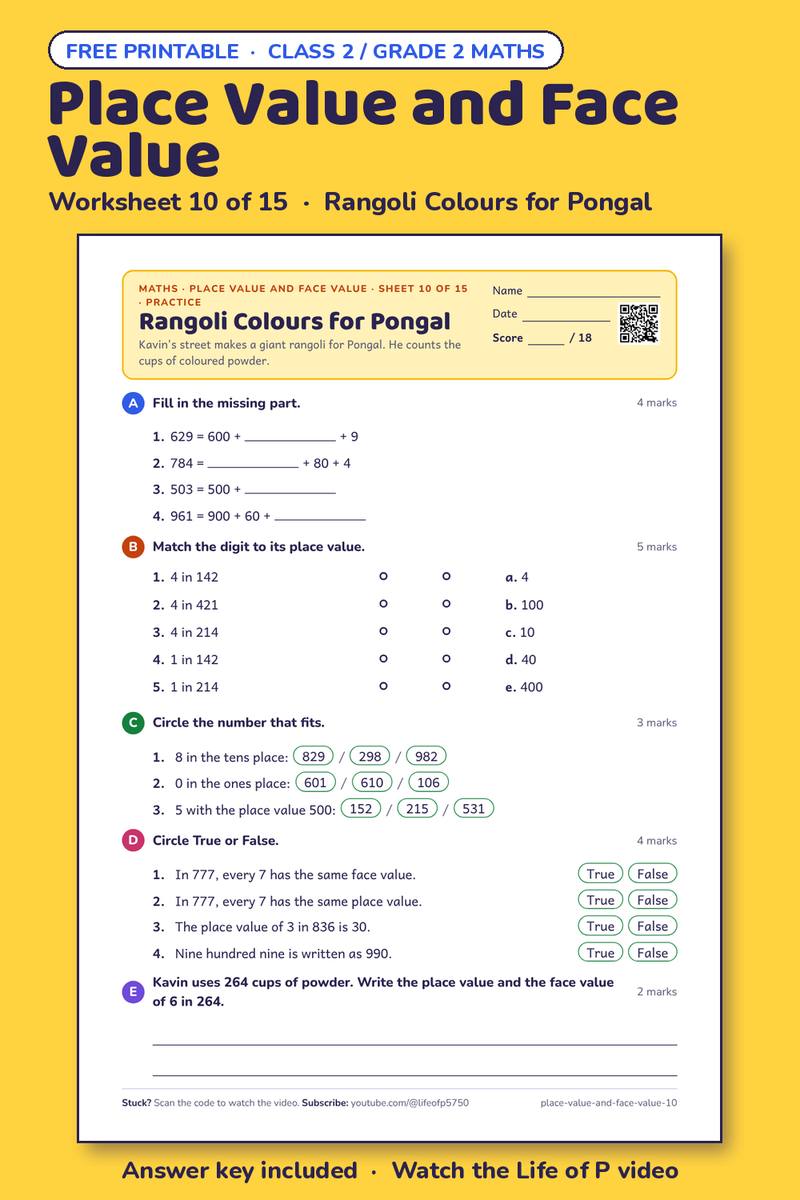 FREE PRINTABLE · CLASS 2 / GRADE 2 MATHS
Place Value and Face
Value
Worksheet 10 of 15 · Rangoli Colours for Pongal
MATHS · PLACE VALUE AND FACE VALUE · SHEET 10 OF 15
· PRACTICE
Rangoli Colours for Pongal
Kavin's street makes a giant rangoli for Pongal. He counts the
cups of coloured powder.
Name ____________
Date ____________
Score _____ / 18
A Fill in the missing part. 4 marks
1. 629 = 600 + ____________ + 9
2. 784 = ____________ + 80 + 4
3. 503 = 500 + ____________
4. 961 = 900 + 60 + ____________
B Match the digit to its place value. 5 marks
1. 4 in 142 a. 4
2. 4 in 421 b. 100
3. 4 in 214 c. 10
4. 1 in 142 d. 40
5. 1 in 214 e. 400
C Circle the number that fits. 3 marks
1. 8 in the tens place: 829 / 298 / 982
2. 0 in the ones place: 601 / 610 / 106
3. 5 with the place value 500: 152 / 215 / 531
D Circle True or False. 4 marks
1. In 777, every 7 has the same face value. True False
2. In 777, every 7 has the same place value. True False
3. The place value of 3 in 836 is 30. True False
4. Nine hundred nine is written as 990. True False
E Kavin uses 264 cups of powder. Write the place value and the face value
of 6 in 264. 2 marks
Stuck? Scan the code to watch the video. Subscribe: youtube.com/@lifeofp5750 place-value-and-face-value-10
Answer key included · Watch the Life of P video